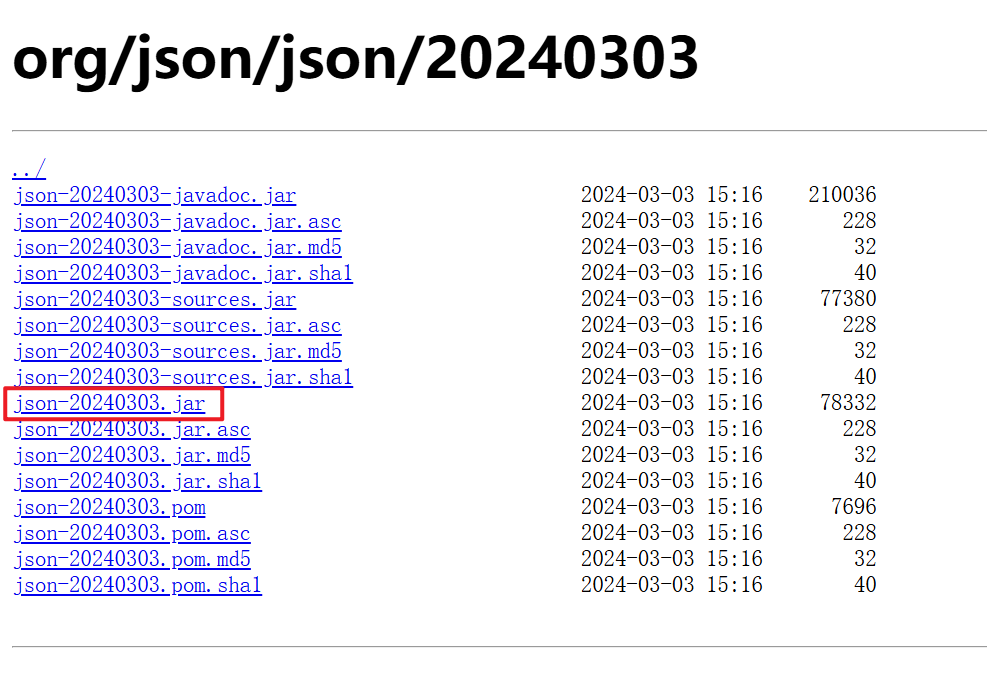 org/json/json/20240303
../
json-20240303-javadoc.jar 2024-03-03 15:16 210036
json-20240303-javadoc.jar.asc 2024-03-03 15:16 228
json-20240303-javadoc.jar.md5 2024-03-03 15:16 32
json-20240303-javadoc.jar.sha1 2024-03-03 15:16 40
json-20240303-sources.jar 2024-03-03 15:16 77380
json-20240303-sources.jar.asc 2024-03-03 15:16 228
json-20240303-sources.jar.md5 2024-03-03 15:16 32
json-20240303-sources.jar.sha1 2024-03-03 15:16 40
json-20240303.jar 2024-03-03 15:16 78332
json-20240303.jar.asc 2024-03-03 15:16 228
json-20240303.jar.md5 2024-03-03 15:16 32
json-20240303.jar.sha1 2024-03-03 15:16 40
json-20240303.pom 2024-03-03 15:16 7696
json-20240303.pom.asc 2024-03-03 15:16 228
json-20240303.pom.md5 2024-03-03 15:16 32
json-20240303.pom.sha1 2024-03-03 15:16 40